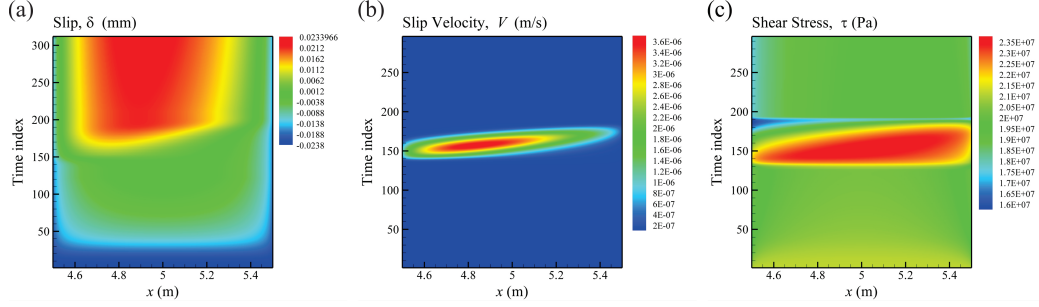 (a)
Slip, δ (mm)
300
250
200
150
100
50
Time index
4.6
4.8
5
5.2
5.4
x (m)
0.0233966
0.0212
0.0162
0.0112
0.0062
0.0012
-0.0038
-0.0088
-0.0138
-0.0188
-0.0238
(b)
Slip Velocity, V (m/s)
250
200
150
100
50
Time index
4.6
4.8
5
5.2
5.4
x (m)
3.6E-06
3.4E-06
3.2E-06
3E-06
2.8E-06
2.6E-06
2.4E-06
2.2E-06
2E-06
1.8E-06
1.6E-06
1.4E-06
1.2E-06
1E-06
8E-07
6E-07
4E-07
2E-07
(c)
Shear Stress, τ (Pa)
250
200
150
100
50
Time index
4.6
4.8
5
5.2
5.4
x (m)
2.35E+07
2.3E+07
2.25E+07
2.2E+07
2.15E+07
2.1E+07
2.05E+07
2E+07
1.95E+07
1.9E+07
1.85E+07
1.8E+07
1.75E+07
1.7E+07
1.65E+07
1.6E+07